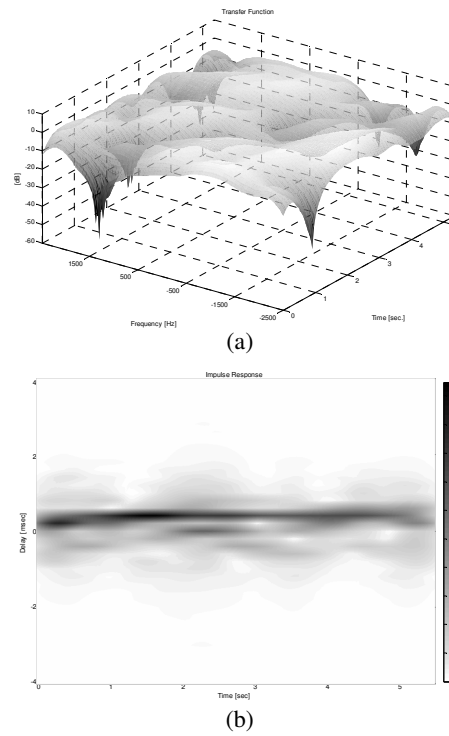 Transfer Function
10
0
-10
-20
-30
-40
-50
-60
[dB]
1500
500
-500
-1500
-2500
Frequency [Hz]
0
1
2
3
4
Time [sec.]
(a)
Impulse Response
4
2
0
-2
-4
Delay [msec]
0 1 2 3 4 5
Time [sec]
(b)